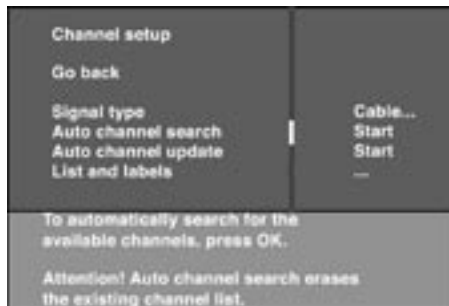 Channel setup
Go back
Signal type Cable...
Auto channel search Start
Auto channel update Start
List and labels ...
To automatically search for the
available channels, press OK.
Attention! Auto channel search erases
the existing channel list.